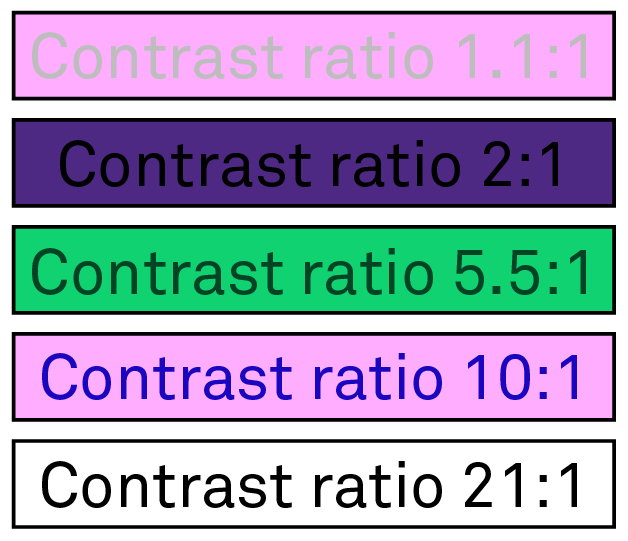 Contrast ratio 1.1:1
Contrast ratio 2:1
Contrast ratio 5.5:1
Contrast ratio 10:1
Contrast ratio 21:1